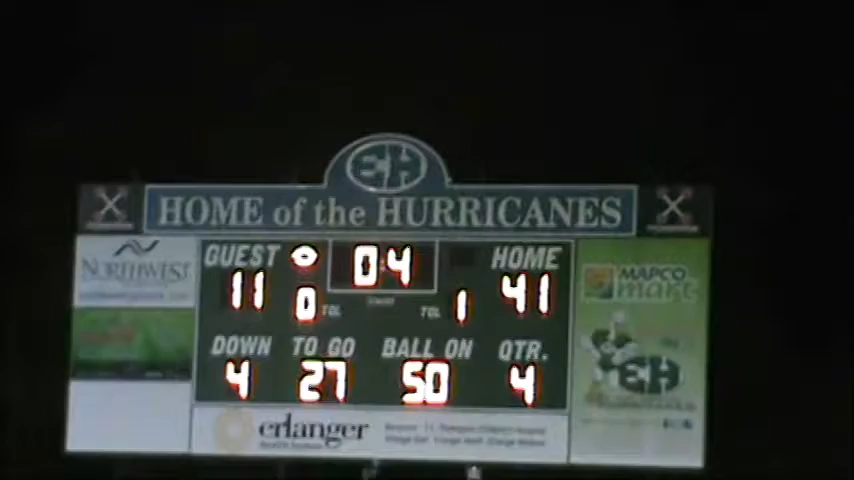 EH
HOME of the HURRICANES
GUEST 04 HOME
11 0 TOL TOL 1 41
DOWN TO GO BALL ON QTR.
4 27 50 4
NORTHWEST
MAPCO
mart
EH
erlanger